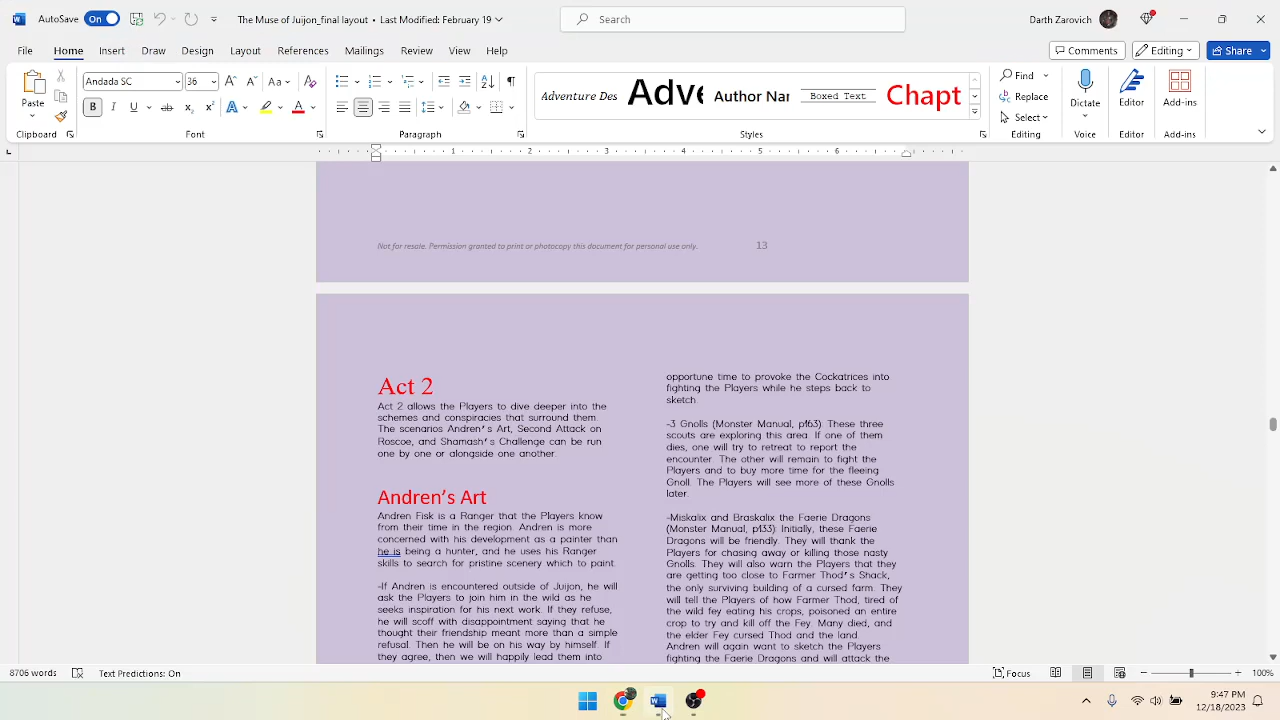 AutoSave
On
The Muse of Juijon_final layout • Last Modified February 19
Search
Darth Zarovich
File
Home
Insert
Draw
Design
Layout
References
Mailings
Review
View
Help
Comments
Editing
Share
Paste
Andada SC
36
Clipboard
Font
Paragraph
Adventure Des
Adve
Author Nar
Boxed Text
Chapt
Styles
Find
Replace
Select
Editing
Dictate
Voice
Editor
Editor
Add-ins
Add-ins
1 2 3 4 5 6
Not for resale. Permission granted to print or photocopy this document for personal use only.
13
Act 2
Act 2 allows the Players to dive deeper into the
schemes and conspiracies that surround them.
The scenarios Andren's Art, Second Attack on
Roscoe, and Shamash's Challenge can be run
one by one or alongside one another.
Andren's Art
Andren Fisk is a Ranger that the Players know
from their time in the region. Andren is more
concerned with his development as a painter than
he is being a hunter, and he uses his Ranger
skills to search for pristine scenery which to paint.
-If Andren is encountered outside of Juijon, he will
ask the Players to join him in the wild as he
seeks inspiration for his next work. If they refuse,
he will scoff with disappointment saying that he
thought their friendship meant more than a simple
refusal. Then he will be on his way by himself. If
they agree, then we will happily lead them into
opportune time to provoke the Cockatrices into
fighting the Players while he steps back to
sketch.
-3 Gnolls (Monster Manual, p163). These three
scouts are exploring this area. If one of them
dies, one will try to retreat to report the
encounter. The other will remain to fight the
Players and to buy more time for the fleeing
Gnoll. The Players will see more of these Gnolls
later.
-Miskalix and Braskalix the Faerie Dragons
(Monster Manual, p133). Initially, these Faerie
Dragons will be friendly. They will thank the
Players for chasing away or killing those nasty
Gnolls. They will also warn the Players that they
are getting too close to Farmer Thod's Shack,
the only surviving building of a cursed farm. They
will tell the Players of how Farmer Thod, tired of
the wild fey eating his crops, poisoned an entire
crop to try and kill off the Fey. Many died, and
the elder Fey cursed Thod and the land.
Andren will again want to sketch the Players
fighting the Faerie Dragons and will attack the
8706 words
Text Predictions: On
Focus
100%
9:47 PM
12/18/2023